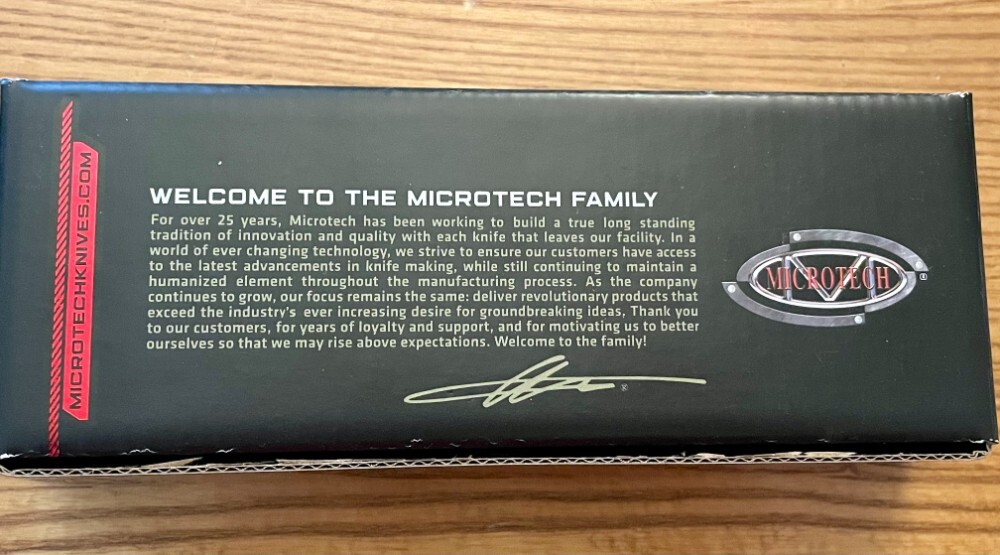 MICROTECHKNIVES.COM
WELCOME TO THE MICROTECH FAMILY
For over 25 years, Microtech has been working to build a true long standing
tradition of innovation and quality with each knife that leaves our facility. In a
world of ever changing technology, we strive to ensure our customers have access
to the latest advancements in knife making, while still continuing to maintain a
humanized element throughout the manufacturing process. As the company
continues to grow, our focus remains the same: deliver revolutionary products that
exceed the industry's ever increasing desire for groundbreaking ideas, Thank you
to our customers, for years of loyalty and support, and for motivating us to better
ourselves so that we may rise above expectations. Welcome to the family!
®
MICROTECH
®